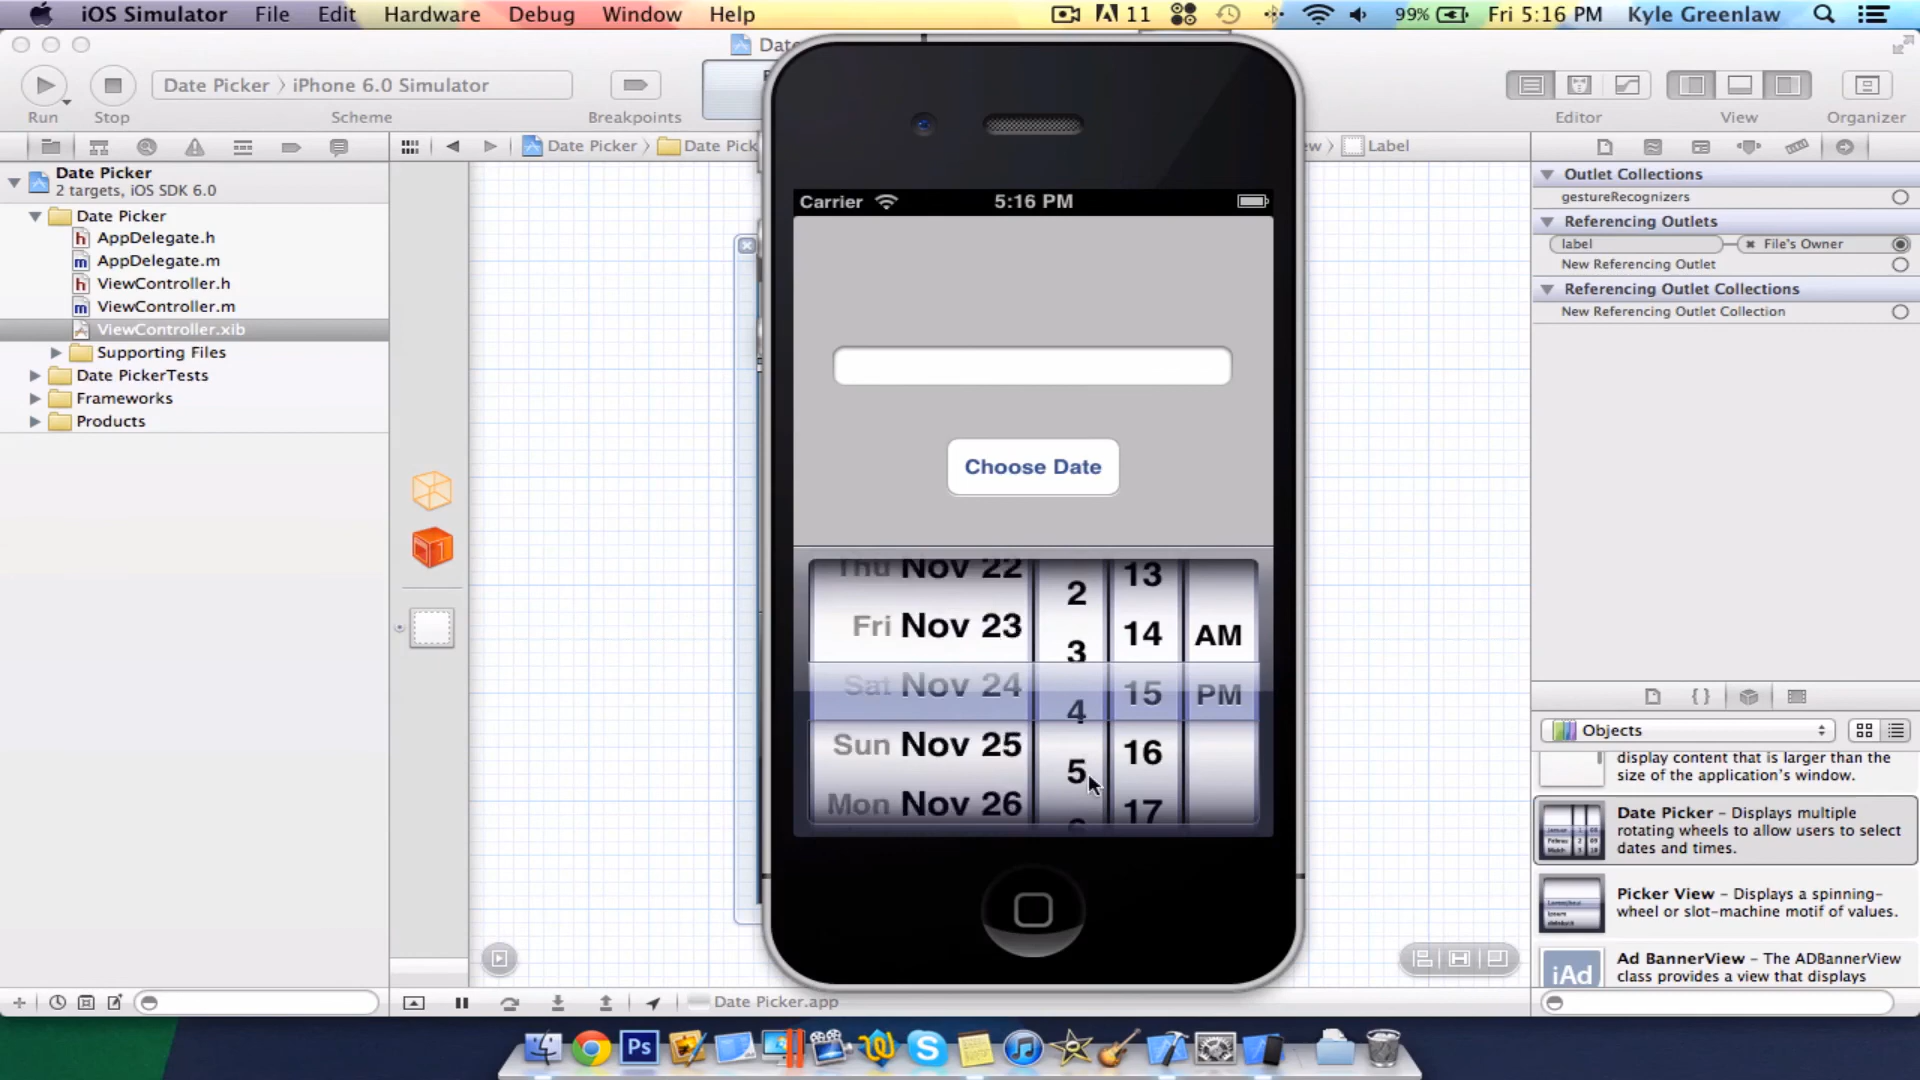 iOS Simulator File Edit Hardware Debug Window Help 11 99% Fri 5:16 PM Kyle Greenlaw
Date Picker iPhone 6.0 Simulator
Run Stop Scheme Breakpoints Editor View Organizer
Date Picker Date Pick Label
Date Picker
2 targets, iOS SDK 6.0
Date Picker
AppDelegate.h
AppDelegate.m
ViewController.h
ViewController.m
ViewController.xib
Supporting Files
Date PickerTests
Frameworks
Products
Carrier 5:16 PM
Choose Date
Thu Nov 22
Fri Nov 23
Sat Nov 24
Sun Nov 25
Mon Nov 26
2
3
4
5
13
14
15
16
17
AM
PM
Outlet Collections
gestureRecognizers
Referencing Outlets
label File's Owner
New Referencing Outlet
Referencing Outlet Collections
New Referencing Outlet Collection
{ } 
Objects
display content that is larger than the
size of the application's window.
Date Picker – Displays multiple
rotating wheels to allow users to select
dates and times.
Picker View – Displays a spinning-
wheel or slot-machine motif of values.
Ad BannerView – The ADBannerView
class provides a view that displays
iAd
Date Picker.app
Ps